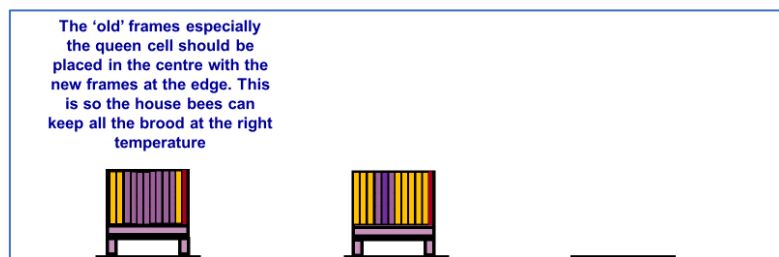 The ‘old’ frames especially
the queen cell should be
placed in the centre with the
new frames at the edge. This
is so the house bees can
keep all the brood at the right
temperature